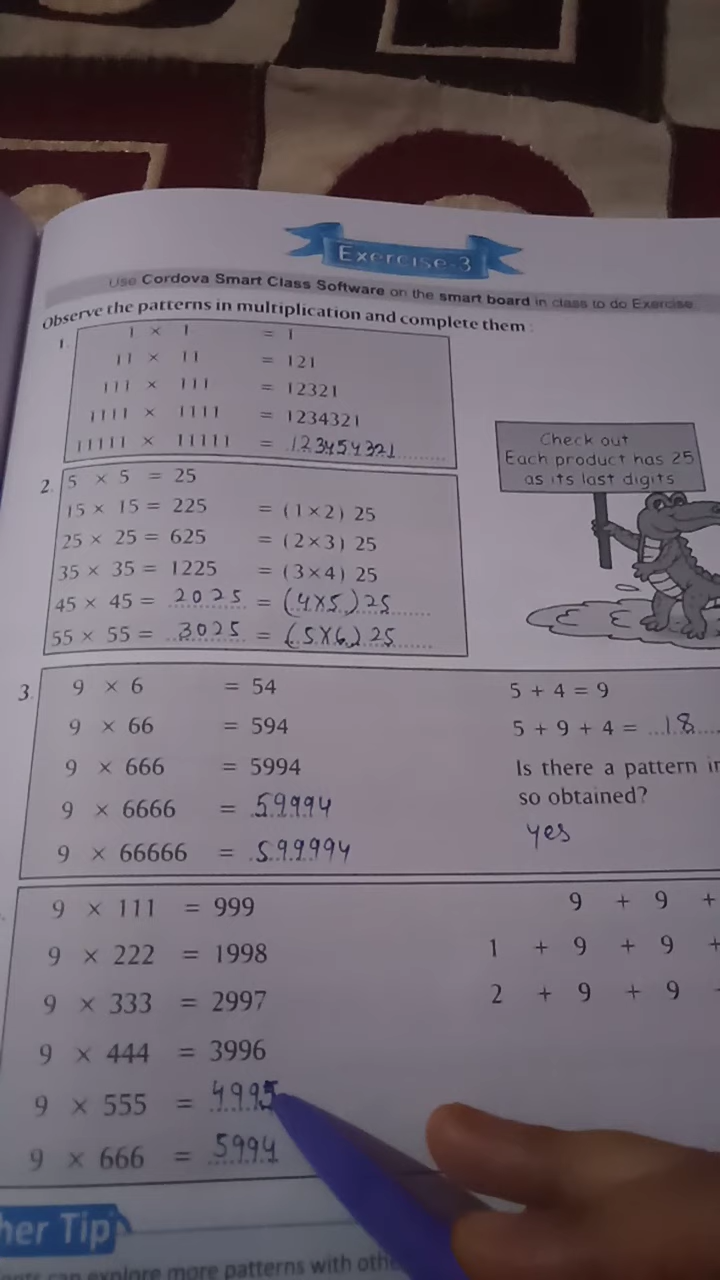 Exercise-3
Use Cordova Smart Class Software on the smart board in class to do Exercise
Observe the patterns in multiplication and complete them :
1. 1 × 1 = 1
11 × 11 = 121
111 × 111 = 12321
1111 × 1111 = 1234321
11111 × 11111 = 123454321
Check out
Each product has 25
as its last digits
2. 5 × 5 = 25
15 × 15 = 225 = (1×2) 25
25 × 25 = 625 = (2×3) 25
35 × 35 = 1225 = (3×4) 25
45 × 45 = 2025 = (4×5) 25
55 × 55 = 3025 = (5×6) 25
3. 9 × 6 = 54 5 + 4 = 9
9 × 66 = 594 5 + 9 + 4 = 18
9 × 666 = 5994 Is there a pattern in
so obtained?
9 × 6666 = 59994
yes
9 × 66666 = 599994
9 × 111 = 999 9 + 9 +
9 × 222 = 1998 1 + 9 + 9 +
9 × 333 = 2997 2 + 9 + 9
9 × 444 = 3996
9 × 555 = 4995
9 × 666 = 5994
her Tip
can explore more patterns with